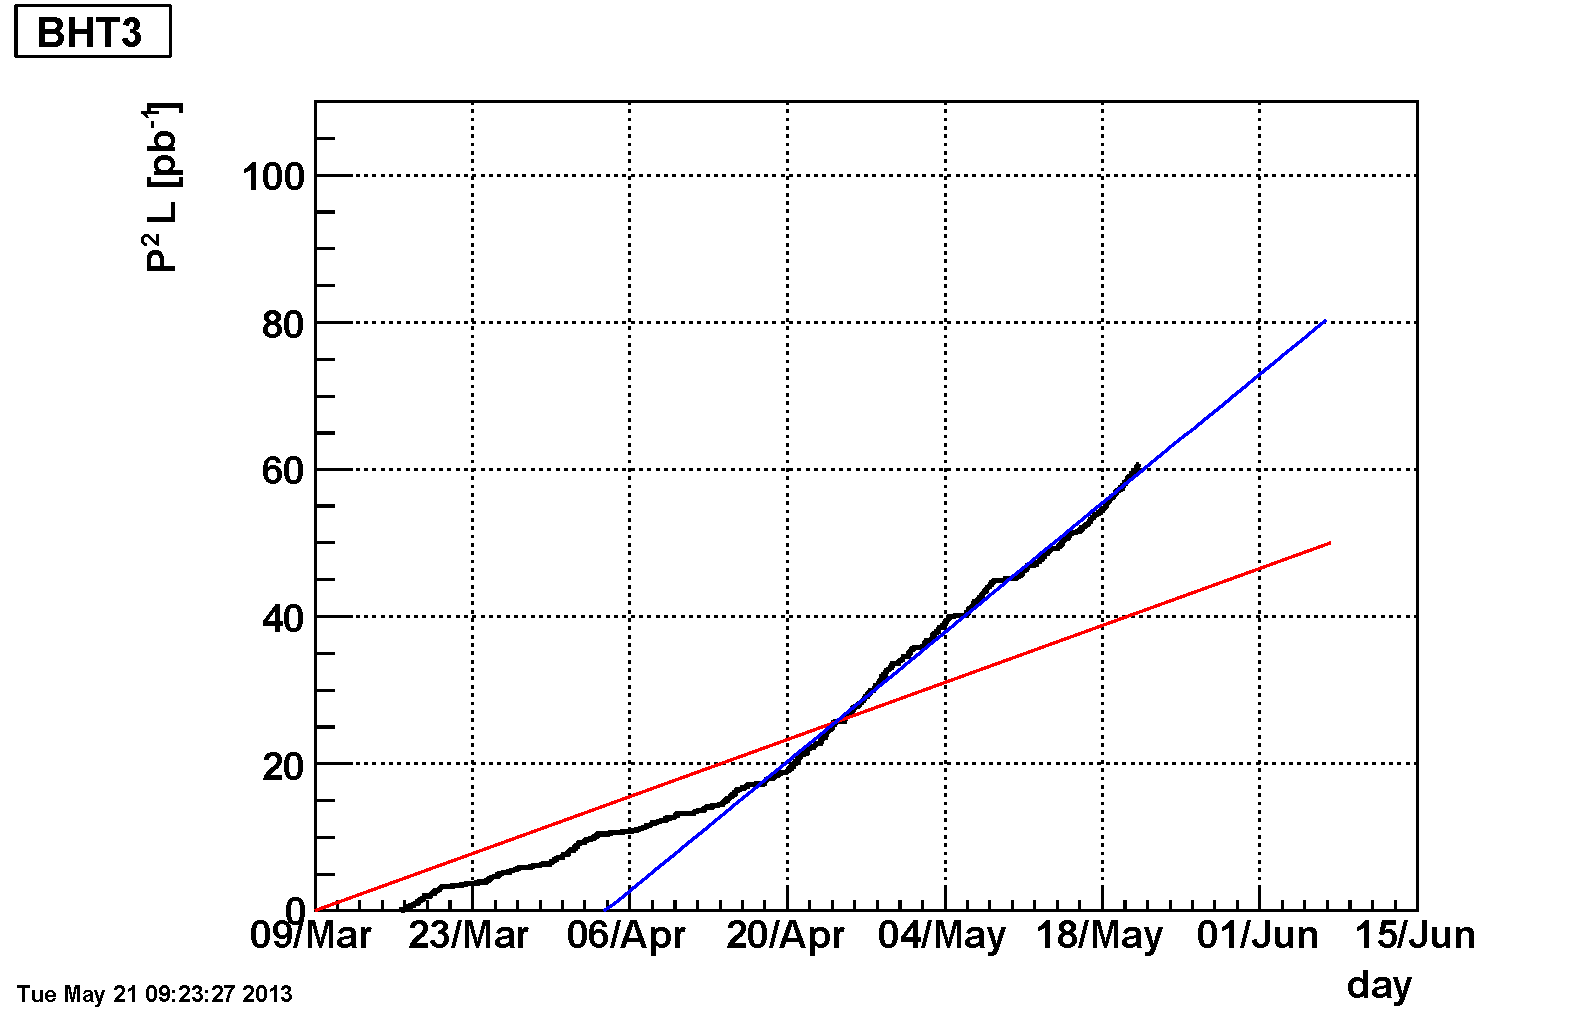 BHT3
P² L [pb⁻¹]
100
80
60
40
20
0
09/Mar 23/Mar 06/Apr 20/Apr 04/May 18/May 01/Jun 15/Jun
day
Tue May 21 09:23:27 2013